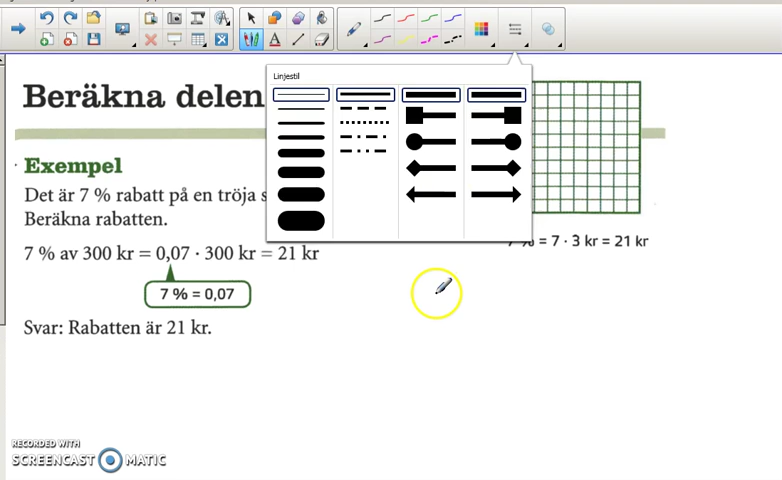 Linjestil
Beräkna delen
Exempel
Det är 7 % rabatt på en tröja s
Beräkna rabatten.
7 % av 300 kr = 0,07 · 300 kr = 21 kr
7 % = 0,07
Svar: Rabatten är 21 kr.
7 % = 7 · 3 kr = 21 kr
RECORDED WITH
SCREENCAST MATIC